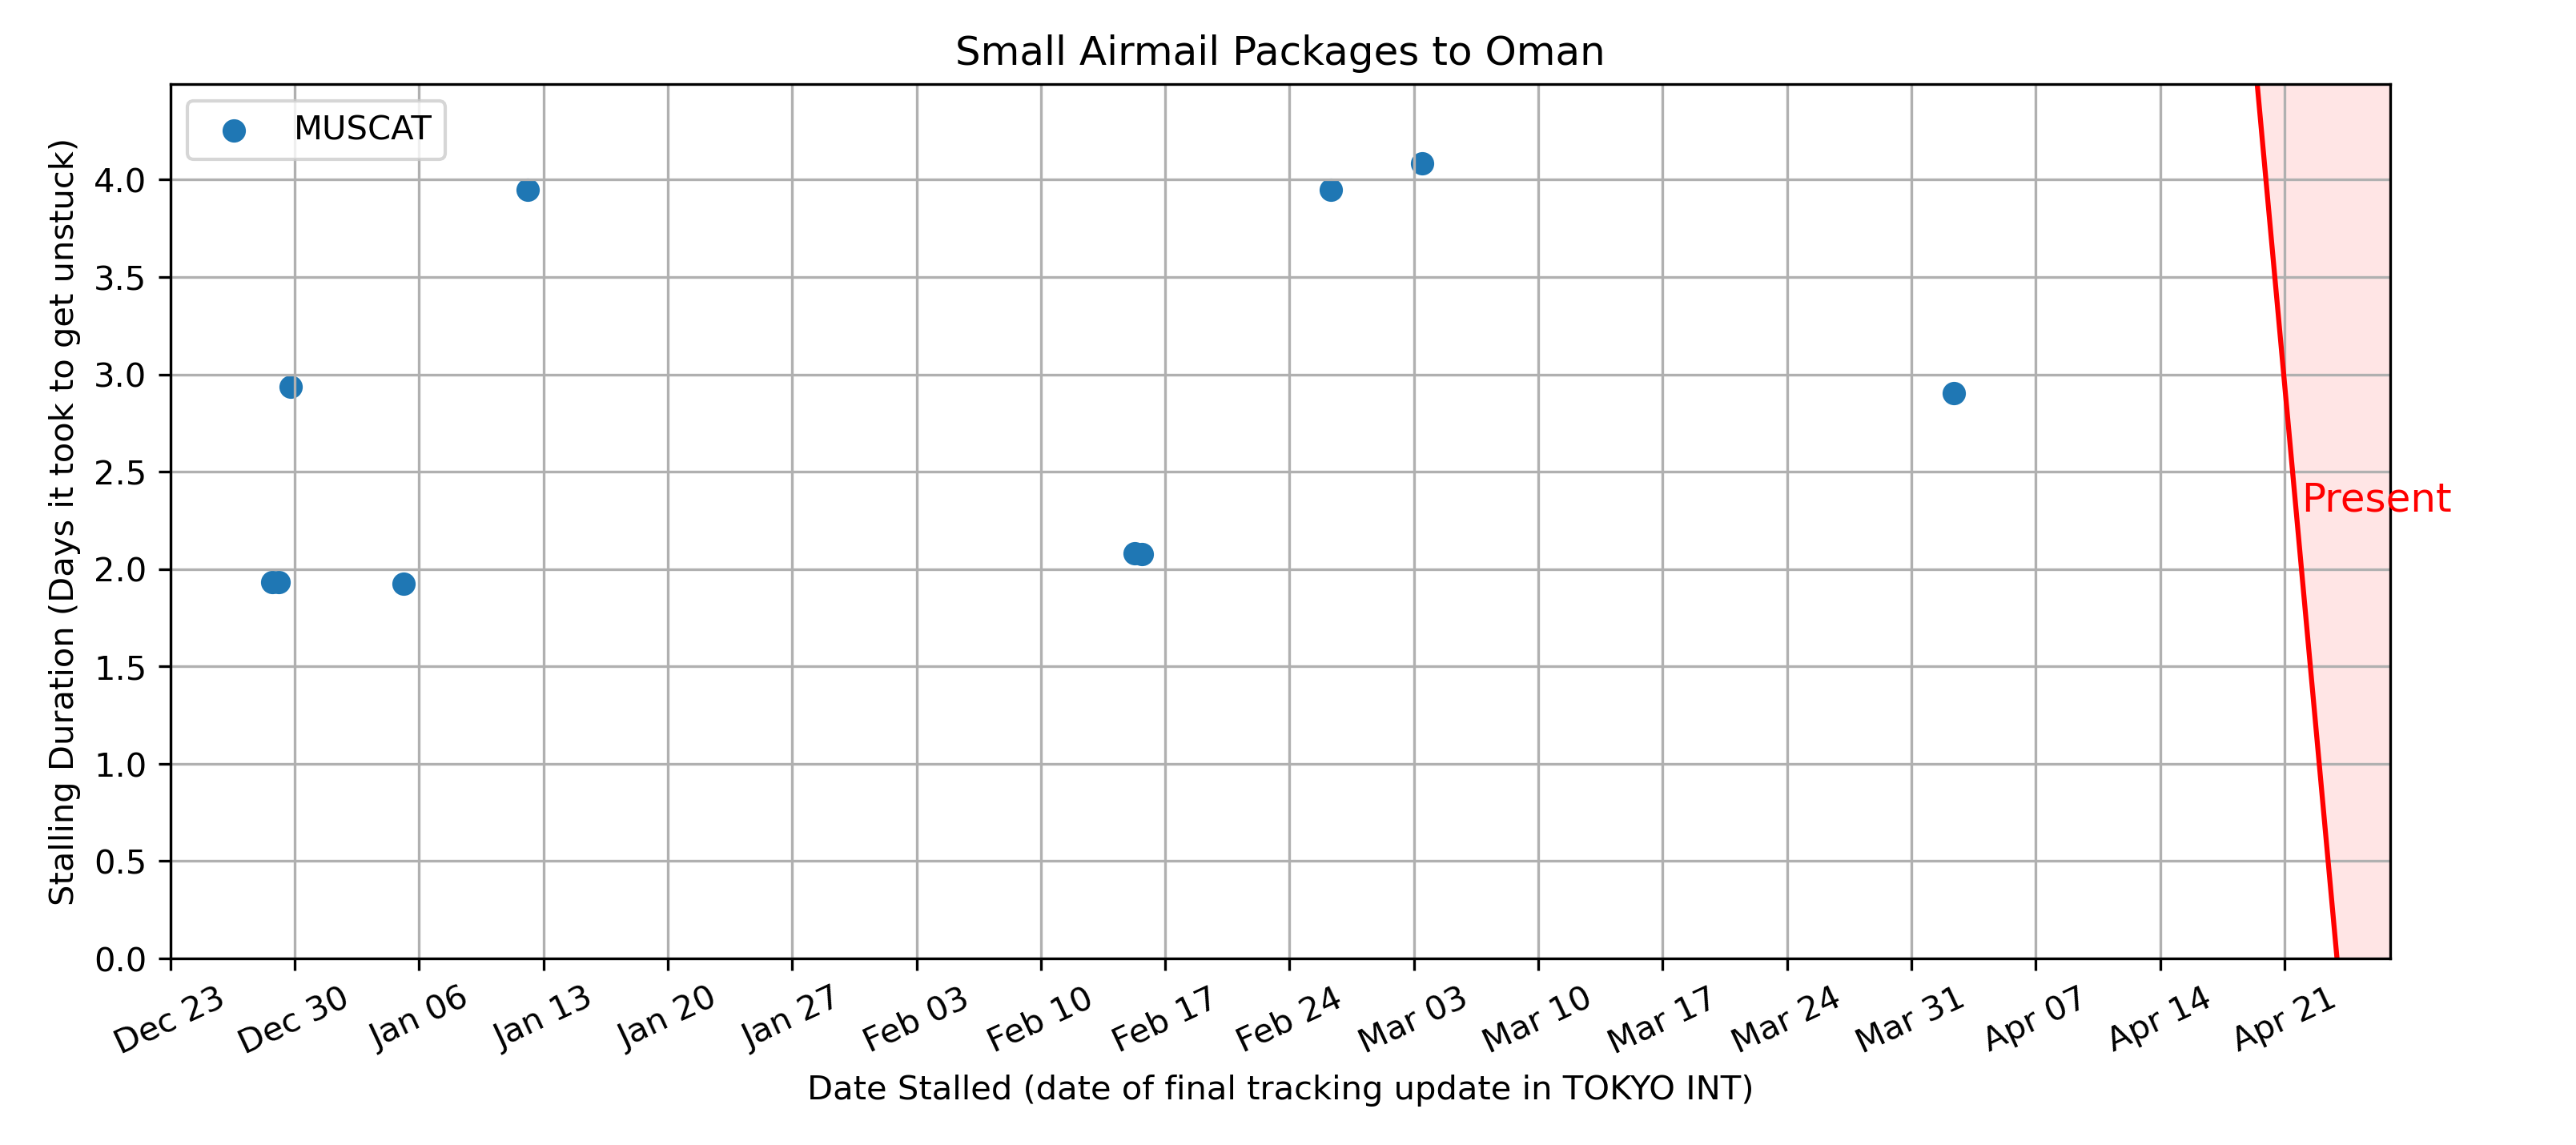 Small Airmail Packages to Oman
MUSCAT
Stalling Duration (Days it took to get unstuck)
4.0
3.5
3.0
2.5
2.0
1.5
1.0
0.5
0.0
Present
Dec 23
Dec 30
Jan 06
Jan 13
Jan 20
Jan 27
Feb 03
Feb 10
Feb 17
Feb 24
Mar 03
Mar 10
Mar 17
Mar 24
Mar 31
Apr 07
Apr 14
Apr 21
Date Stalled (date of final tracking update in TOKYO INT)